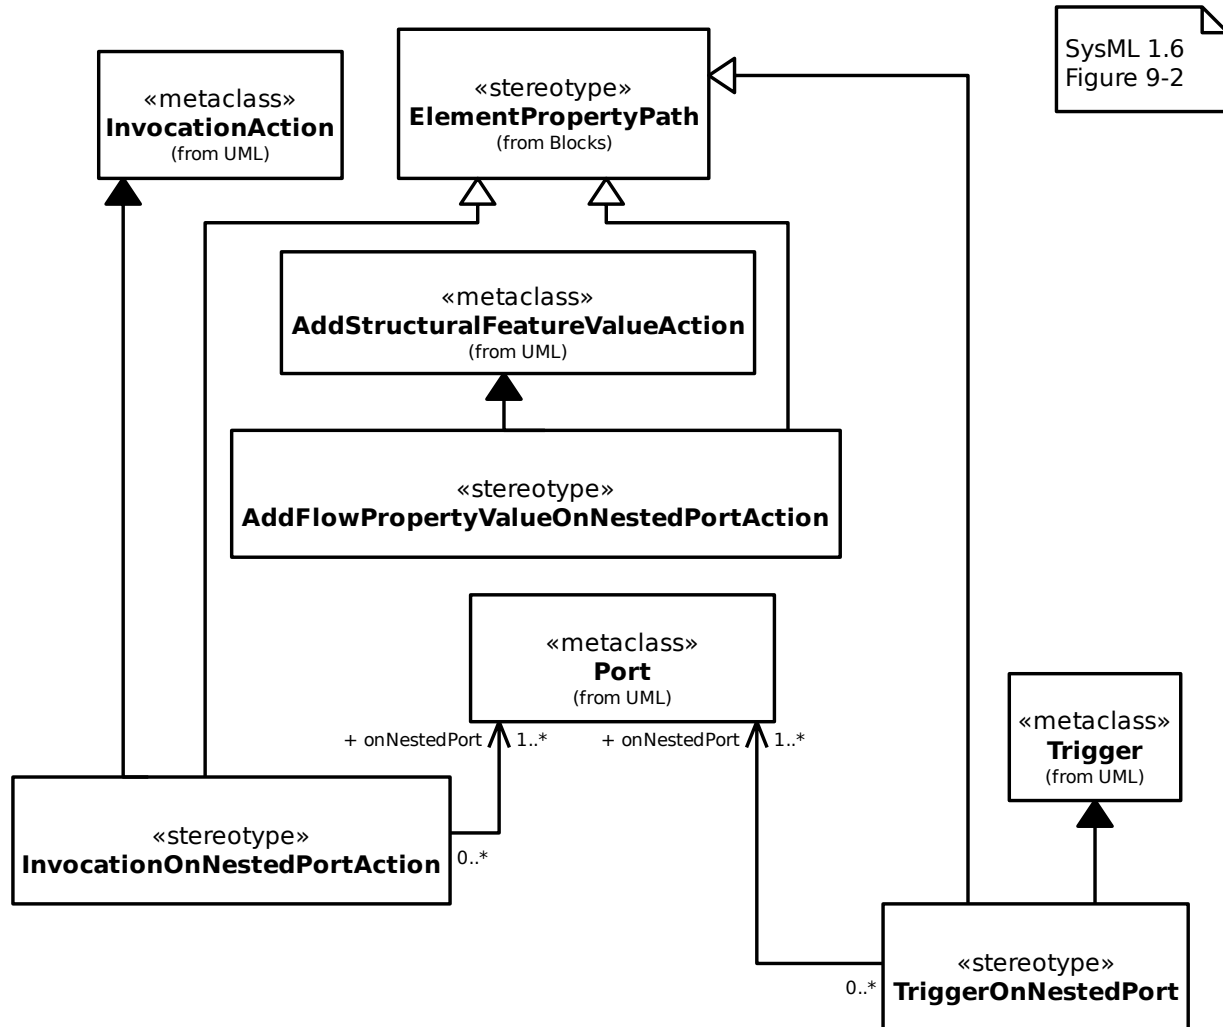 SysML 1.6
Figure 9-2
«metaclass»
InvocationAction
(from UML)
«stereotype»
ElementPropertyPath
(from Blocks)
«metaclass»
AddStructuralFeatureValueAction
(from UML)
«stereotype»
AddFlowPropertyValueOnNestedPortAction
«metaclass»
Port
(from UML)
«metaclass»
Trigger
(from UML)
+ onNestedPort
1..*
+ onNestedPort
1..*
«stereotype»
InvocationOnNestedPortAction
0..*
«stereotype»
TriggerOnNestedPort
0..*